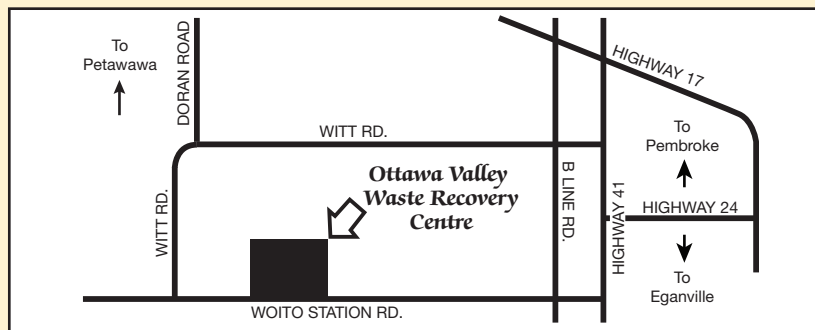 To
Petawawa
DORAN ROAD
HIGHWAY 17
WITT RD.
To
Pembroke
Ottawa Valley
Waste Recovery
Centre
WITT RD.
B LINE RD.
HIGHWAY 41
HIGHWAY 24
To
Eganville
WOITO STATION RD.